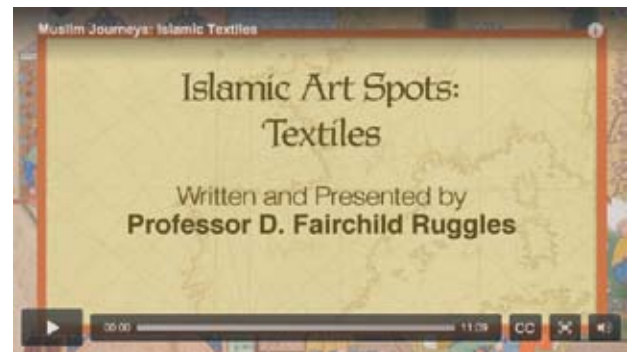 Muslim Journeys: Islamic Textiles
Islamic Art Spots:
Textiles
Written and Presented by
Professor D. Fairchild Ruggles
00:00 11:09 CC